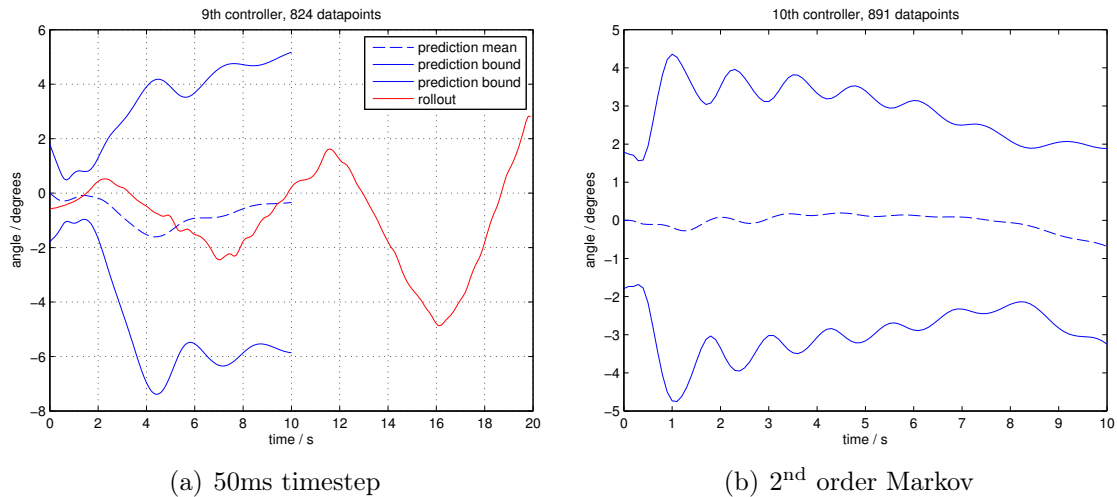 9th controller, 824 datapoints
6
4
2
0
−2
−4
−6
−8
angle / degrees
prediction mean
prediction bound
prediction bound
rollout
0 2 4 6 8 10 12 14 16 18 20
time / s
(a) 50ms timestep
10th controller, 891 datapoints
5
4
3
2
1
0
−1
−2
−3
−4
−5
angle / degrees
0 1 2 3 4 5 6 7 8 9 10
time / s
(b) 2nd order Markov